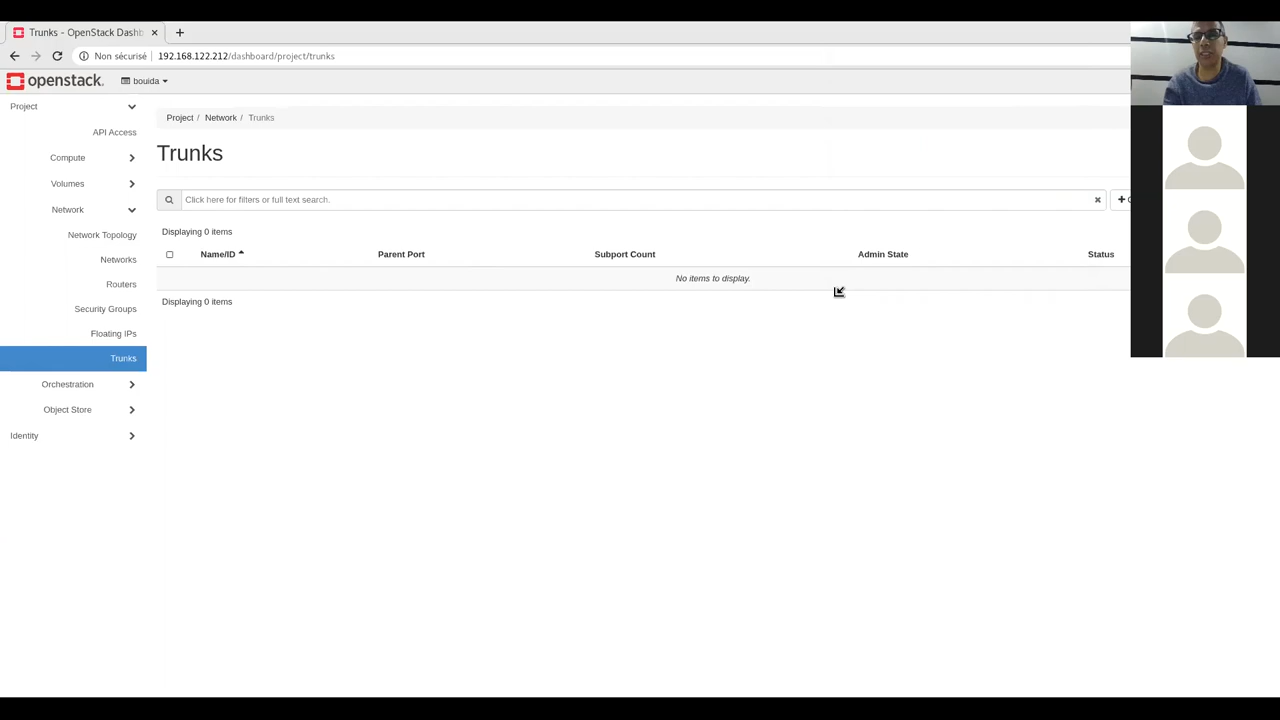 Trunks - OpenStack Dashb
Non sécurisé 192.168.122.212/dashboard/project/trunks
openstack. bouida
Project
API Access
Compute
Volumes
Network
Network Topology
Networks
Routers
Security Groups
Floating IPs
Trunks
Orchestration
Object Store
Identity
Project / Network / Trunks
Trunks
Click here for filters or full text search.
Displaying 0 items
Name/ID Parent Port Subport Count Admin State Status
No items to display.
Displaying 0 items